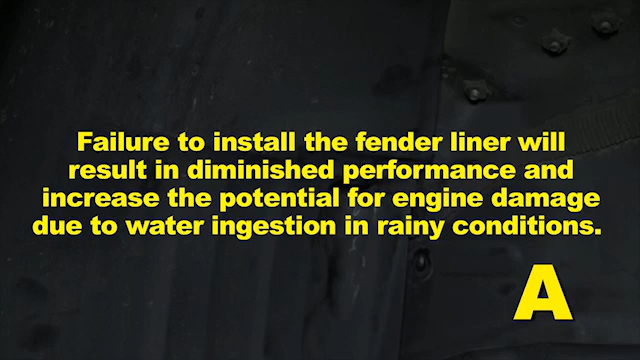 Failure to install the fender liner will
result in diminished performance and
increase the potential for engine damage
due to water ingestion in rainy conditions.
A